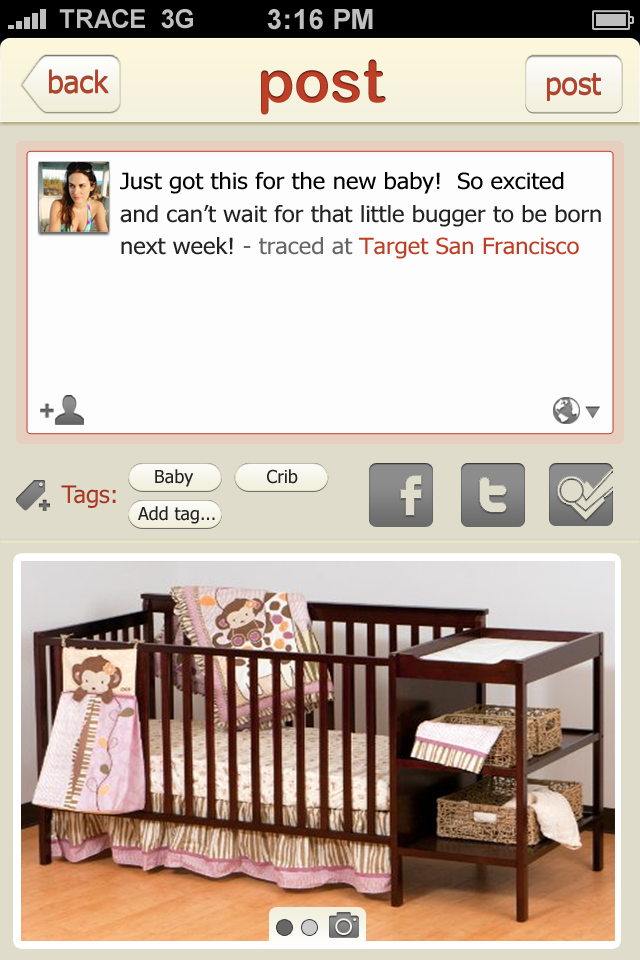 TRACE 3G 3:16 PM
back post post
Just got this for the new baby!  So excited
and can’t wait for that little bugger to be born
next week! - traced at Target San Francisco
Tags: Baby Crib
Add tag...